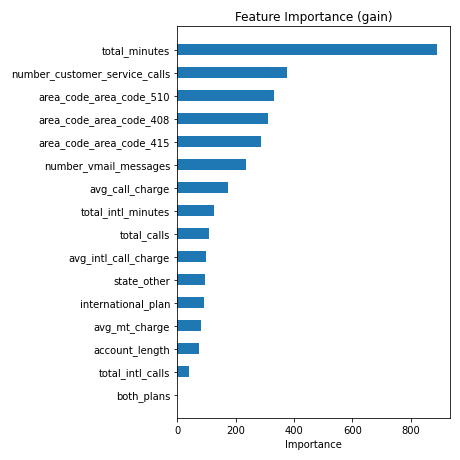 Feature Importance (gain)
total_minutes
number_customer_service_calls
area_code_area_code_510
area_code_area_code_408
area_code_area_code_415
number_vmail_messages
avg_call_charge
total_intl_minutes
total_calls
avg_intl_call_charge
state_other
international_plan
avg_mt_charge
account_length
total_intl_calls
both_plans
0 200 400 600 800
Importance